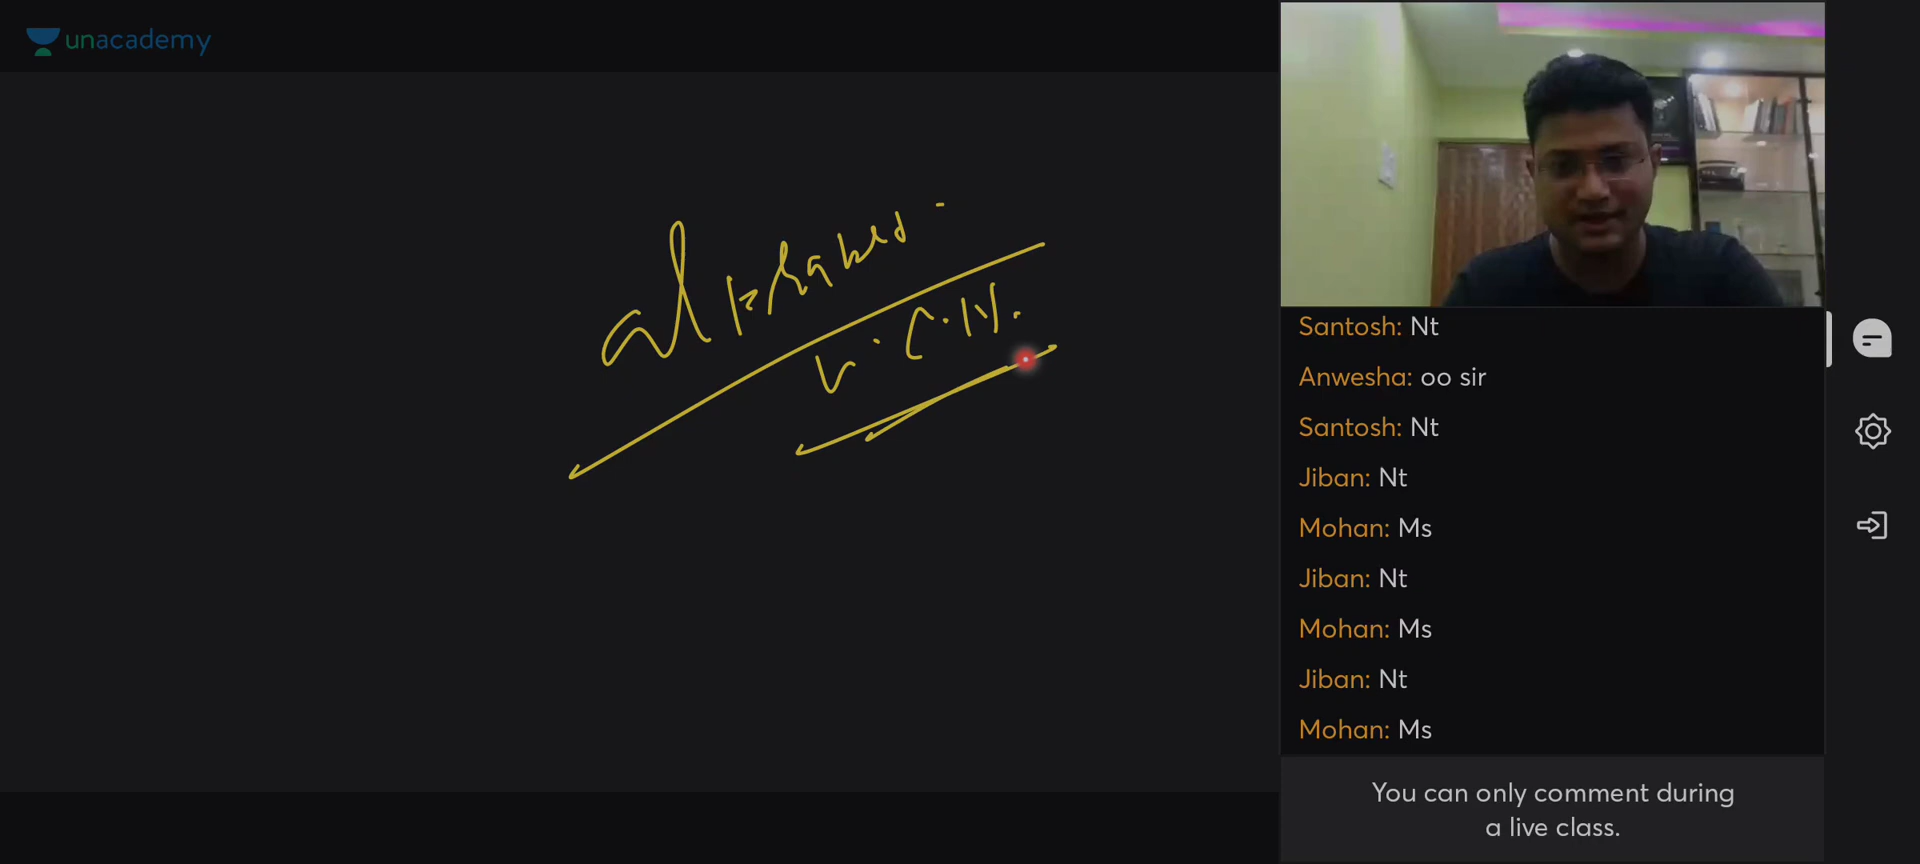 unacademy
Santosh: Nt
Anwesha: oo sir
Santosh: Nt
Jiban: Nt
Mohan: Ms
Jiban: Nt
Mohan: Ms
Jiban: Nt
Mohan: Ms
You can only comment during
a live class.